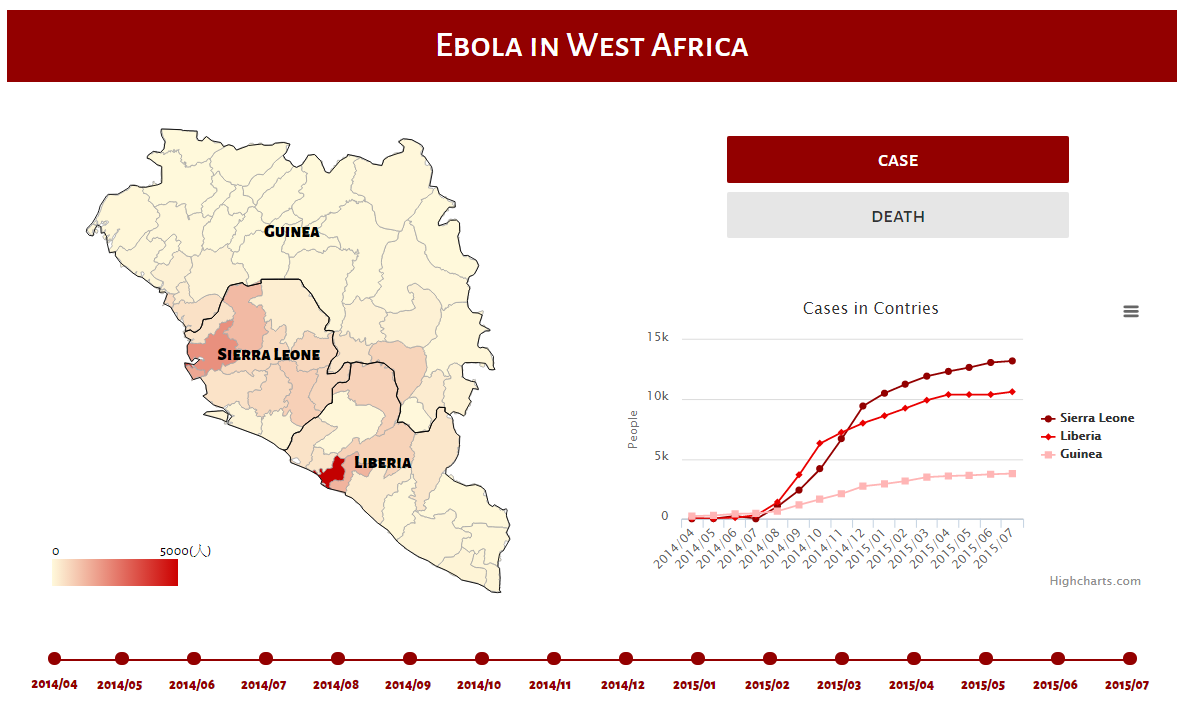 Ebola in West Africa
CASE
DEATH
Guinea
Sierra Leone
Liberia
0 5000(人)
Cases in Contries
15k
10k
5k
0
People
2014/04 2014/05 2014/06 2014/07 2014/08 2014/09 2014/10 2014/11 2014/12 2015/01 2015/02 2015/03 2015/04 2015/05 2015/06 2015/07
Sierra Leone
Liberia
Guinea
Highcharts.com
2014/04 2014/05 2014/06 2014/07 2014/08 2014/09 2014/10 2014/11 2014/12 2015/01 2015/02 2015/03 2015/04 2015/05 2015/06 2015/07